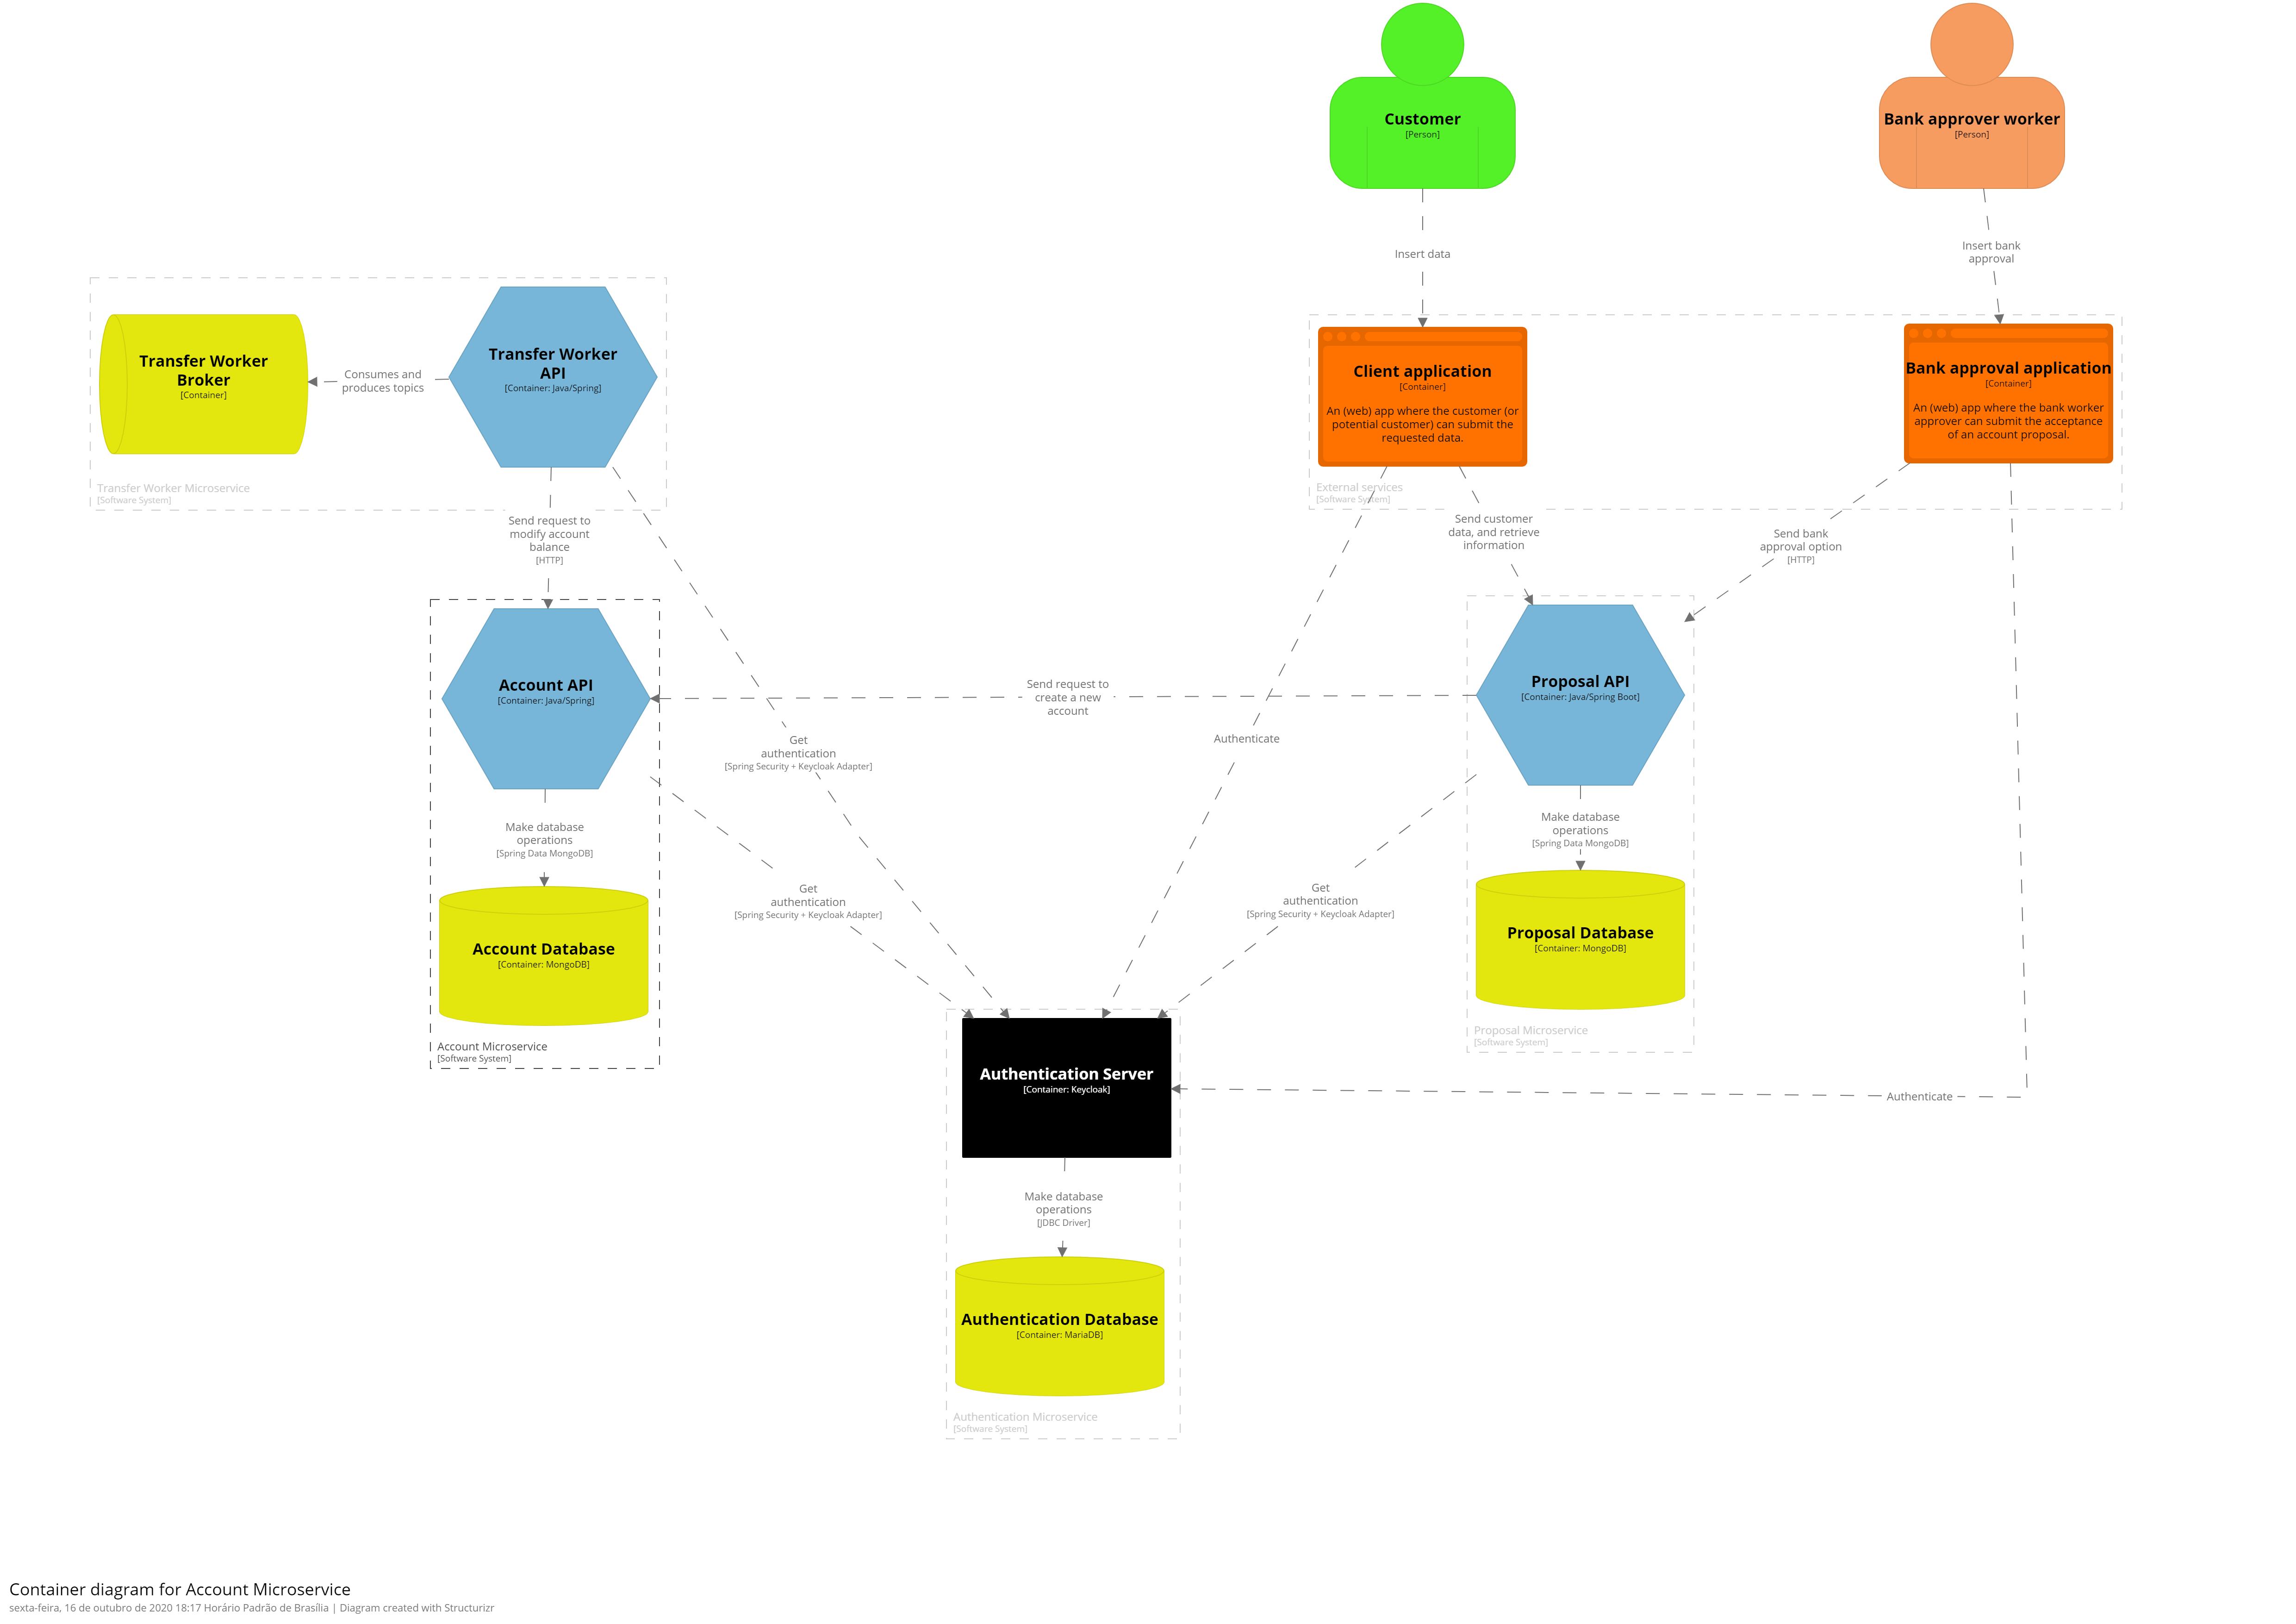 Customer
[Person]
Bank approver worker
[Person]
Insert data
Insert bank
approval
Transfer Worker
Broker
[Container]
Consumes and
produces topics
Transfer Worker
API
[Container: Java/Spring]
Transfer Worker Microservice
[Software System]
Client application
[Container]
An (web) app where the customer (or
potential customer) can submit the
requested data.
Bank approval application
[Container]
An (web) app where the bank worker
approver can submit the acceptance
of an account proposal.
External services
[Software System]
Send request to
modify account
balance
[HTTP]
Send customer
data, and retrieve
information
Send bank
approval option
[HTTP]
Account API
[Container: Java/Spring]
Send request to
create a new
account
Proposal API
[Container: Java/Spring Boot]
Get
authentication
[Spring Security + Keycloak Adapter]
Authenticate
Make database
operations
[Spring Data MongoDB]
Get
authentication
[Spring Security + Keycloak Adapter]
Get
authentication
[Spring Security + Keycloak Adapter]
Make database
operations
[Spring Data MongoDB]
Account Database
[Container: MongoDB]
Proposal Database
[Container: MongoDB]
Account Microservice
[Software System]
Proposal Microservice
[Software System]
Authentication Server
[Container: Keycloak]
Authenticate
Make database
operations
[JDBC Driver]
Authentication Database
[Container: MariaDB]
Authentication Microservice
[Software System]
Container diagram for Account Microservice
sexta-feira, 16 de outubro de 2020 18:17 Horário Padrão de Brasília | Diagram created with Structurizr